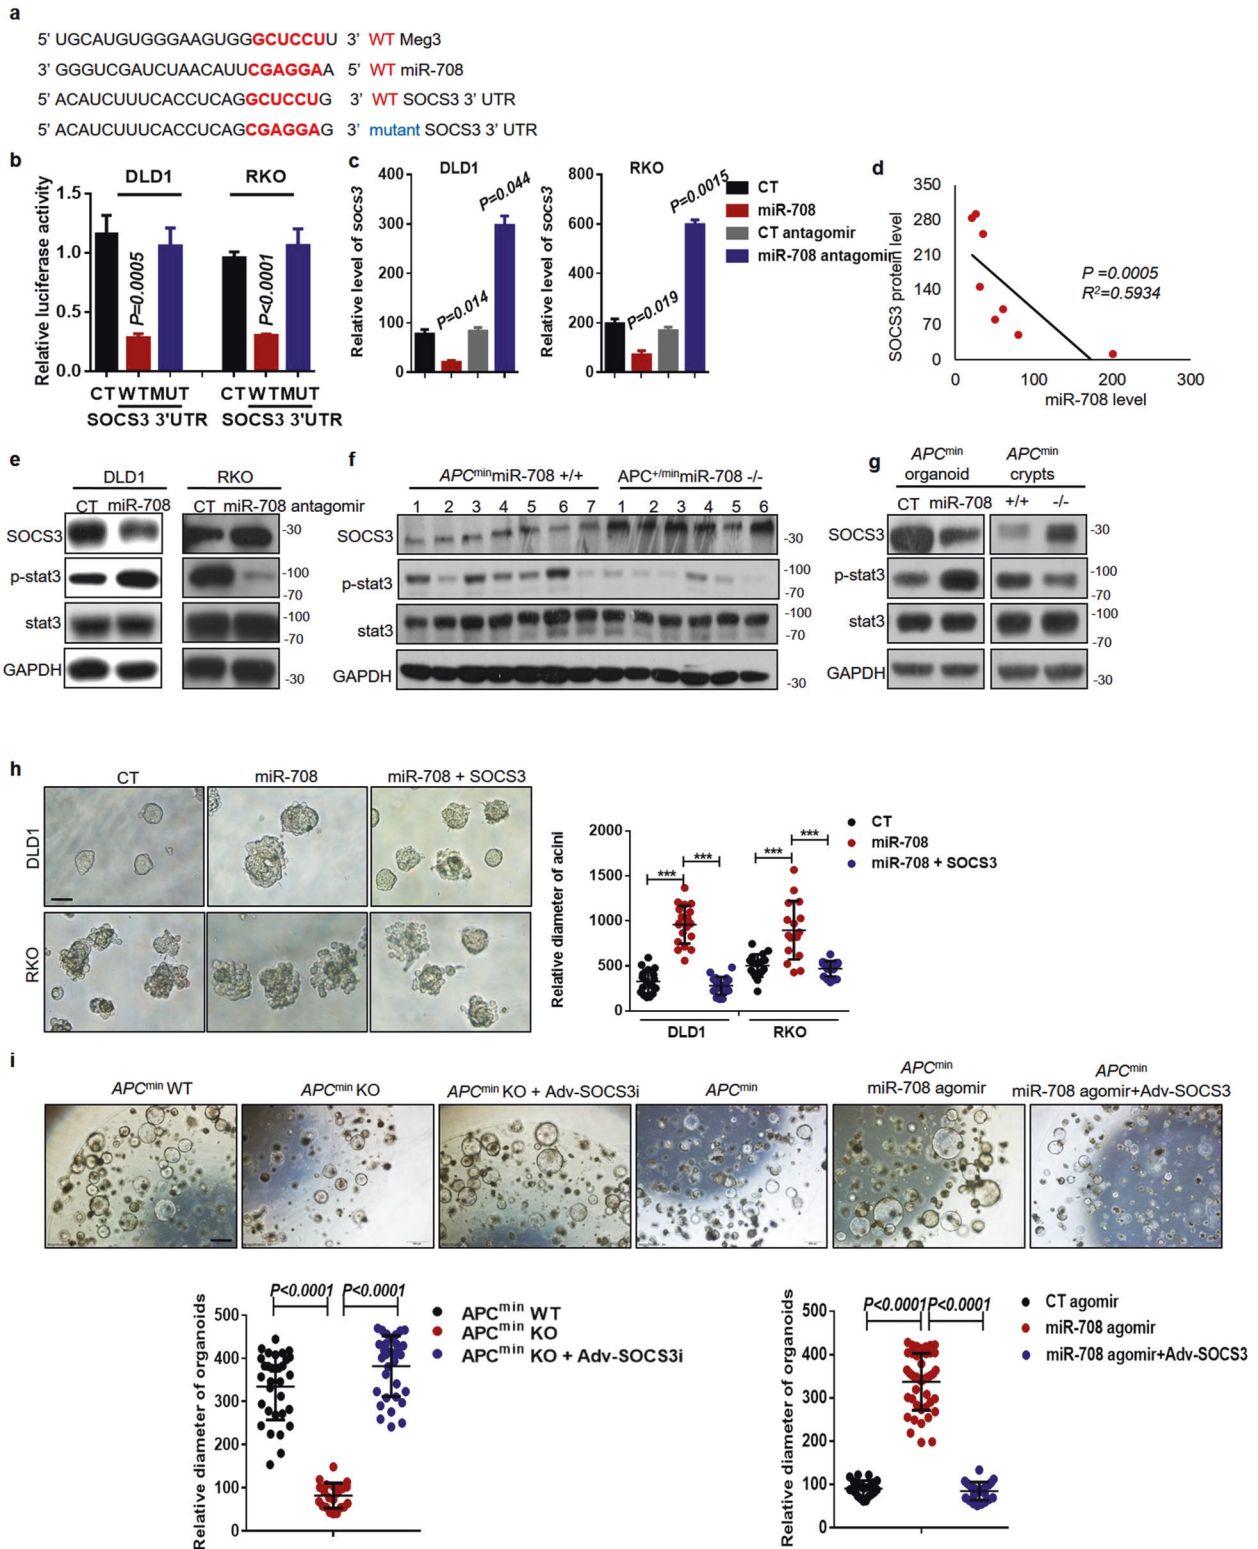 a
5' UGCAUGUGGGAAGUGGGCUCCUU 3' WT Meg3
3' GGGUCGAUCUAACAUUCGAGGAA 5' WT miR-708
5' ACAUCUUUCACCUCAGGCUCCUG 3' WT SOCS3 3' UTR
5' ACAUCUUUCACCUCAGCGAGGAG 3' mutant SOCS3 3' UTR
b
DLD1 RKO
Relative luciferase activity
1.5
1.0
0.5
0.0
P=0.0005
P<0.0001
CT WT MUT CT WT MUT
SOCS3 3'UTR SOCS3 3'UTR
c
DLD1
Relative level of socs3
400
300
200
100
0
P=0.014
P=0.044
RKO
Relative level of socs3
800
600
400
200
0
P=0.019
P=0.0015
CT
miR-708
CT antagomir
miR-708 antagomir
d
SOCS3 protein level
350
280
210
140
70
0
P =0.0005
R2=0.5934
0 100 200 300
miR-708 level
e
DLD1 RKO
CT miR-708 CT miR-708 antagomir
SOCS3 -30
p-stat3 -100
-70
stat3 -100
-70
GAPDH -30
f
APCmin miR-708 +/+ APC+/min miR-708 -/-
1 2 3 4 5 6 7 1 2 3 4 5 6
SOCS3 -30
p-stat3 -100
-70
stat3 -100
-70
GAPDH -30
g
APCmin APCmin
organoid crypts
CT miR-708 +/+ -/-
SOCS3 -30
p-stat3 -100
-70
stat3 -100
-70
GAPDH -30
h
CT miR-708 miR-708 + SOCS3
DLD1
RKO
Relative diameter of acini
2000
1500
1000
500
0
*** *** *** ***
DLD1 RKO
CT
miR-708
miR-708 + SOCS3
i
APCmin WT APCmin KO APCmin KO + Adv-SOCS3i APCmin APCmin miR-708 agomir APCmin miR-708 agomir+Adv-SOCS3
Relative diameter of organoids
500
400
300
200
100
0
P<0.0001 P<0.0001
APCmin WT
APCmin KO
APCmin KO + Adv-SOCS3i
Relative diameter of organoids
500
400
300
200
100
0
P<0.0001 P<0.0001
CT agomir
miR-708 agomir
miR-708 agomir+Adv-SOCS3